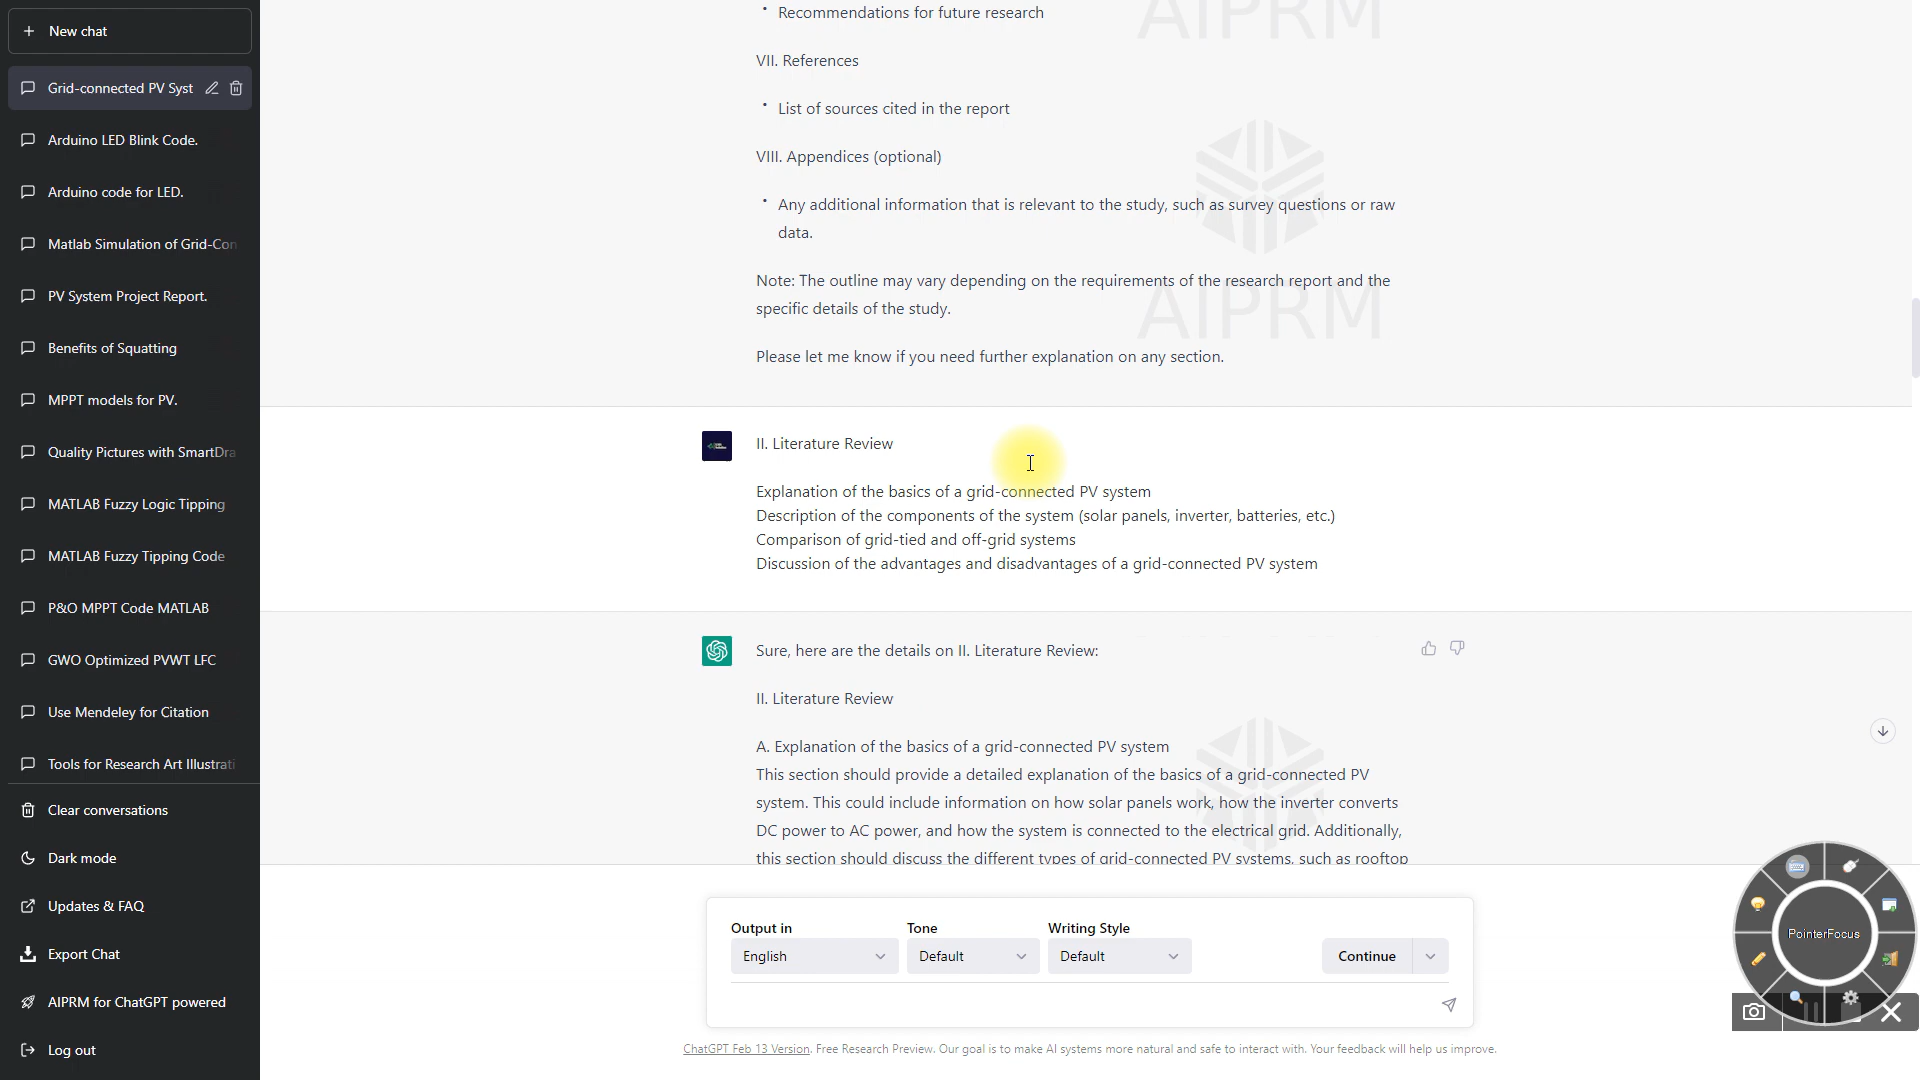 New chat
Grid-connected PV Syst
Arduino LED Blink Code.
Arduino code for LED.
Matlab Simulation of Grid-Con
PV System Project Report.
Benefits of Squatting
MPPT models for PV.
Quality Pictures with SmartDra
MATLAB Fuzzy Logic Tipping
MATLAB Fuzzy Tipping Code
P&O MPPT Code MATLAB
GWO Optimized PVWT LFC
Use Mendeley for Citation
Tools for Research Art Illustrati
Clear conversations
Dark mode
Updates & FAQ
Export Chat
AIPRM for ChatGPT powered
Log out
AIPRM
• Recommendations for future research
VII. References
• List of sources cited in the report
VIII. Appendices (optional)
• Any additional information that is relevant to the study, such as survey questions or raw
data.
Note: The outline may vary depending on the requirements of the research report and the
specific details of the study.
AIPRM
Please let me know if you need further explanation on any section.
II. Literature Review
Explanation of the basics of a grid-connected PV system
Description of the components of the system (solar panels, inverter, batteries, etc.)
Comparison of grid-tied and off-grid systems
Discussion of the advantages and disadvantages of a grid-connected PV system
Sure, here are the details on II. Literature Review:
II. Literature Review
A. Explanation of the basics of a grid-connected PV system
This section should provide a detailed explanation of the basics of a grid-connected PV
system. This could include information on how solar panels work, how the inverter converts
DC power to AC power, and how the system is connected to the electrical grid. Additionally,
this section should discuss the different types of grid-connected PV systems, such as rooftop
Output in
Tone
Writing Style
English
Default
Default
Continue
ChatGPT Feb 13 Version. Free Research Preview. Our goal is to make AI systems more natural and safe to interact with. Your feedback will help us improve.
PointerFocus